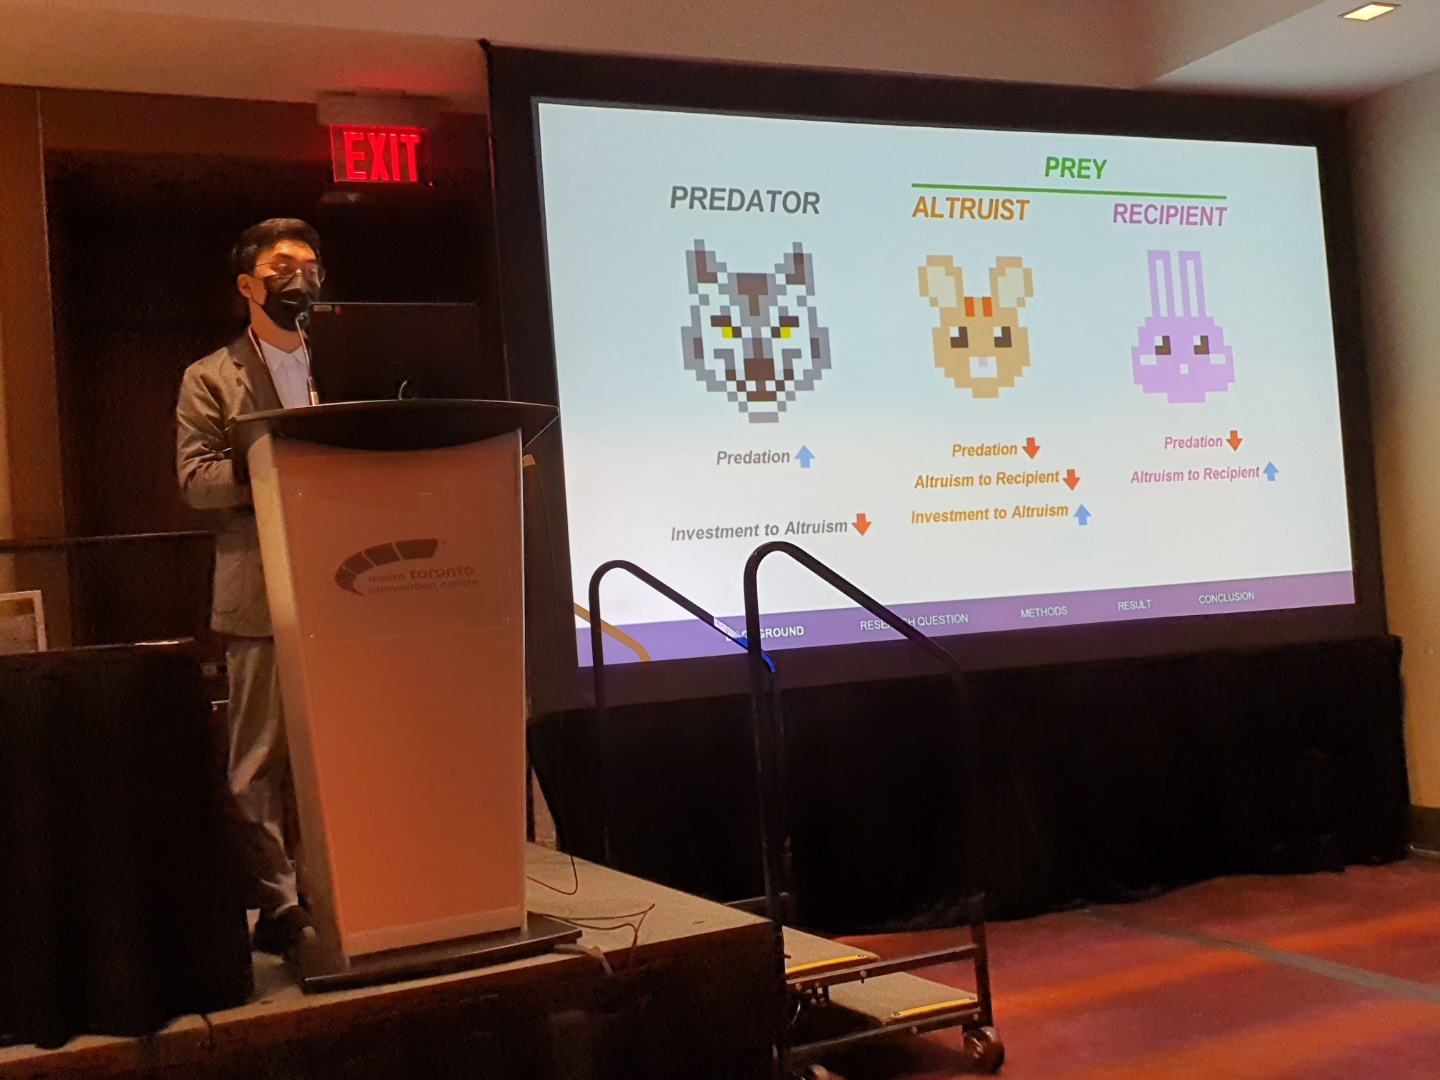 EXIT
PREY
PREDATOR
ALTRUIST
RECIPIENT
Predation
Investment to Altruism
Predation
Altruism to Recipient
Investment to Altruism
Predation
Altruism to Recipient
metro toronto
convention centre
RESULT
METHODS
CONCLUSION
QUESTION